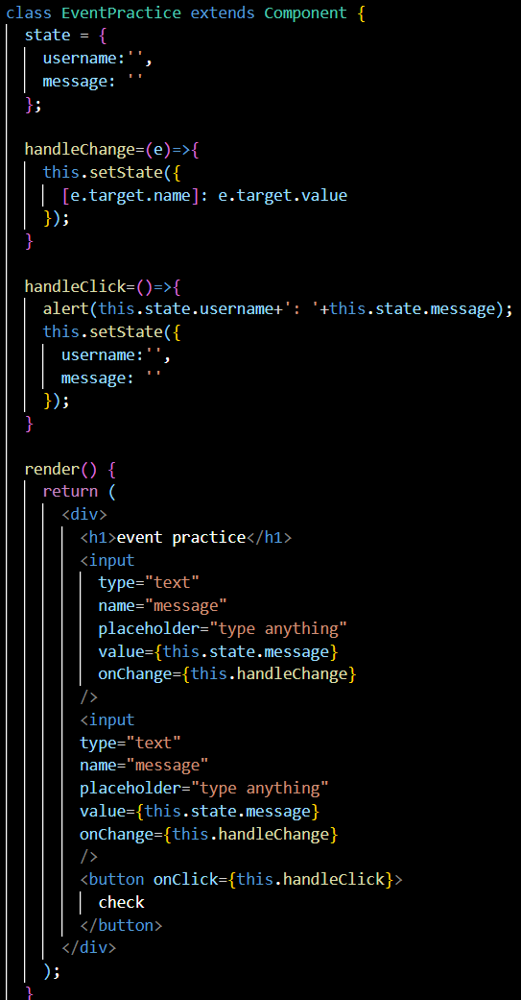 class EventPractice extends Component {
  state = {
    username:'',
    message: ''
  };

  handleChange=(e)=>{
    this.setState({
      [e.target.name]: e.target.value
    });
  }

  handleClick=()=>{
    alert(this.state.username+': '+this.state.message);
    this.setState({
      username:'',
      message: ''
    });
  }

  render() {
    return (
      <div>
        <h1>event practice</h1>
        <input
          type="text"
          name="message"
          placeholder="type anything"
          value={this.state.message}
          onChange={this.handleChange}
        />
        <input
        type="text"
        name="message"
        placeholder="type anything"
        value={this.state.message}
        onChange={this.handleChange}
        />
        <button onClick={this.handleClick}>
          check
        </button>
      </div>
    );
  }